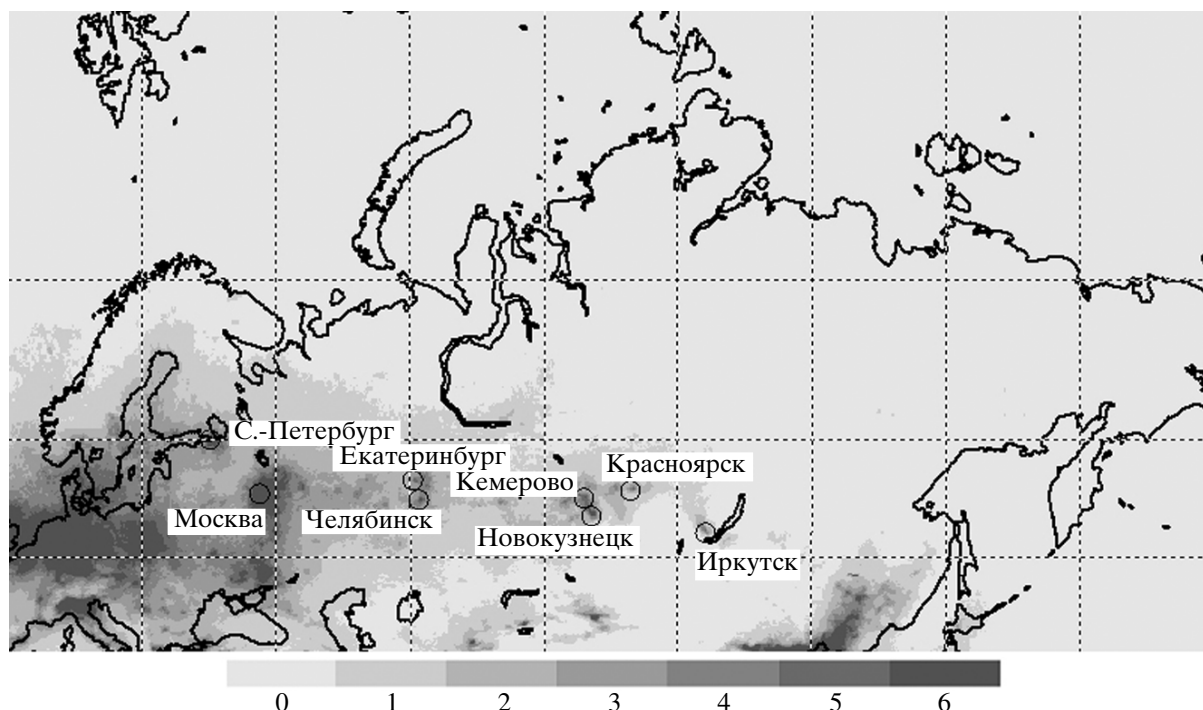 С.-Петербург
Екатеринбург
Красноярск
Кемерово
Москва
Челябинск
Новокузнецк
Иркутск
0 1 2 3 4 5 6